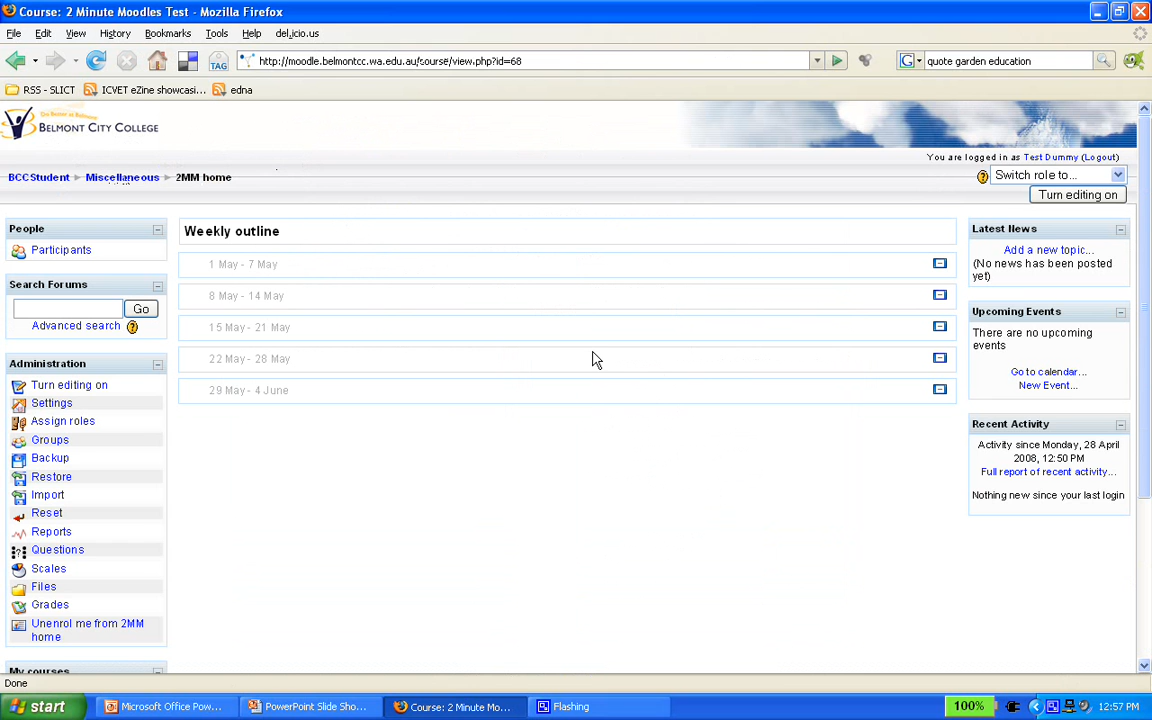 Course: 2 Minute Moodles Test - Mozilla Firefox
File Edit View History Bookmarks Tools Help del.icio.us
TAG http://moodle.belmontcc.wa.edu.au/course/view.php?id=68 G quote garden education
RSS - SLICT ICVET eZine showcasi... edna
BELMONT CITY COLLEGE
You are logged in as Test Dummy (Logout)
BCCStudent ► Miscellaneous ► 2MM home
Switch role to...
Turn editing on
People
Participants
Search Forums
Go
Advanced search
Administration
Turn editing on
Settings
Assign roles
Groups
Backup
Restore
Import
Reset
Reports
Questions
Scales
Files
Grades
Unenrol me from 2MM
home
My courses
Weekly outline
1 May - 7 May
8 May - 14 May
15 May - 21 May
22 May - 28 May
29 May - 4 June
Latest News
Add a new topic...
(No news has been posted
yet)
Upcoming Events
There are no upcoming
events
Go to calendar...
New Event...
Recent Activity
Activity since Monday, 28 April
2008, 12:50 PM
Full report of recent activity...
Nothing new since your last login
Done
start Microsoft Office Pow... PowerPoint Slide Sho... Course: 2 Minute Mo... Flashing 100% 12:57 PM